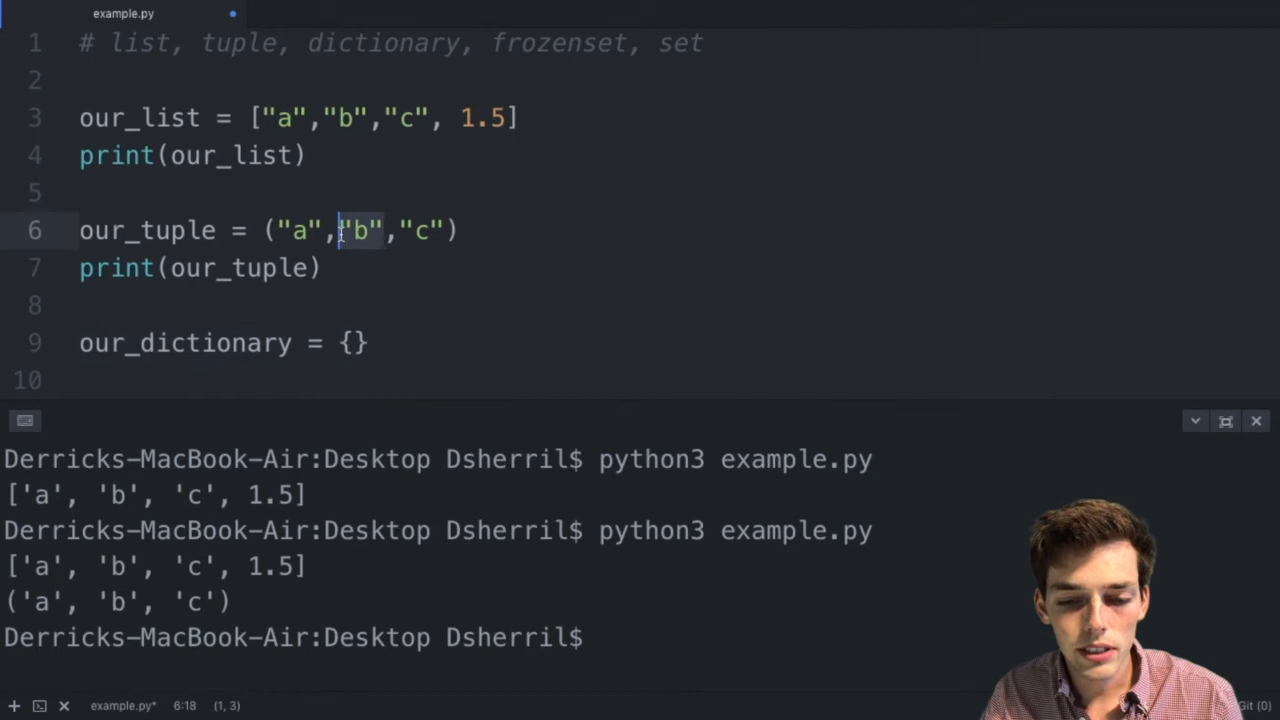 example.py
1 # list, tuple, dictionary, frozenset, set
2
3 our_list = ["a","b","c", 1.5]
4 print(our_list)
5
6 our_tuple = ("a","b","c")
7 print(our_tuple)
8
9 our_dictionary = {}
10
Derricks-MacBook-Air:Desktop Dsherril$ python3 example.py
['a', 'b', 'c', 1.5]
Derricks-MacBook-Air:Desktop Dsherril$ python3 example.py
['a', 'b', 'c', 1.5]
('a', 'b', 'c')
Derricks-MacBook-Air:Desktop Dsherril$
example.py* 6:18 (1, 3) Git (0)